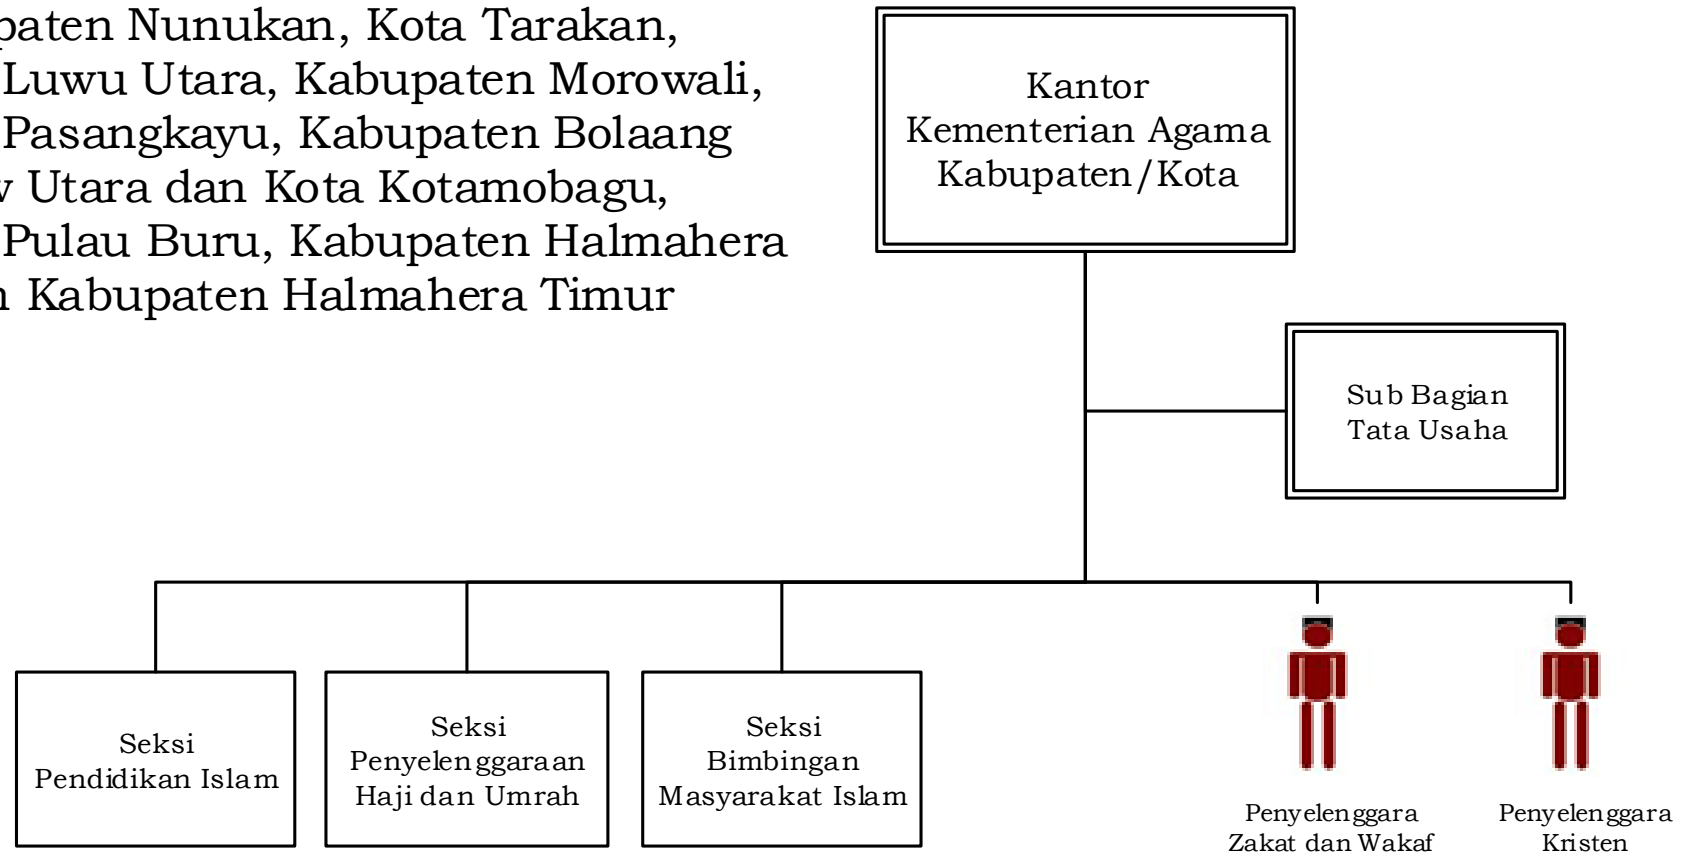 paten Nunukan, Kota Tarakan,
Luwu Utara, Kabupaten Morowali,
Pasangkayu, Kabupaten Bolaang
Utara dan Kota Kotamobagu,
Pulau Buru, Kabupaten Halmahera
Kabupaten Halmahera Timur
Kantor
Kementerian Agama
Kabupaten/Kota
Sub Bagian
Tata Usaha
Seksi
Pendidikan Islam
Seksi
Penyelenggaraan
Haji dan Umrah
Seksi
Bimbingan
Masyarakat Islam
Penyelenggara
Zakat dan Wakaf
Penyelenggara
Kristen